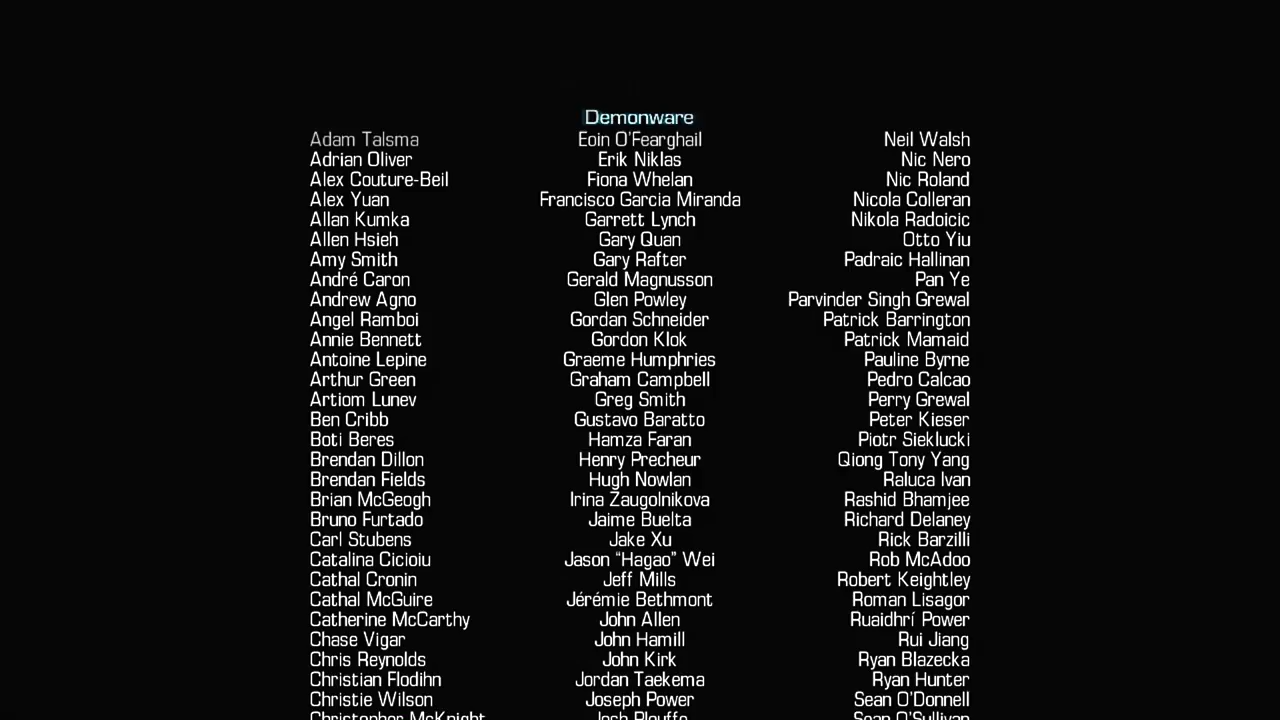 Demonware
Adam Talsma Eoin O'Fearghail Neil Walsh
Adrian Oliver Erik Niklas Nic Nero
Alex Couture-Beil Fiona Whelan Nic Roland
Alex Yuan Francisco Garcia Miranda Nicola Colleran
Allan Kumka Garrett Lynch Nikola Radoicic
Allen Hsieh Gary Quan Otto Yiu
Amy Smith Gary Rafter Padraic Hallinan
André Caron Gerald Magnusson Pan Ye
Andrew Agno Glen Powley Parvinder Singh Grewal
Angel Ramboi Gordan Schneider Patrick Barrington
Annie Bennett Gordon Klok Patrick Mamaid
Antoine Lepine Graeme Humphries Pauline Byrne
Arthur Green Graham Campbell Pedro Calcao
Artiom Lunev Greg Smith Perry Grewal
Ben Cribb Gustavo Baratto Peter Kieser
Boti Beres Hamza Faran Piotr Sieklucki
Brendan Dillon Henry Precheur Qiong Tony Yang
Brendan Fields Hugh Nowlan Raluca Ivan
Brian McGeogh Irina Zaugolnikova Rashid Bhamjee
Bruno Furtado Jaime Buelta Richard Delaney
Carl Stubens Jake Xu Rick Barzilli
Catalina Cicioiu Jason "Hagao" Wei Rob McAdoo
Cathal Cronin Jeff Mills Robert Keightley
Cathal McGuire Jérémie Bethmont Roman Lisagor
Catherine McCarthy John Allen Ruaidhrí Power
Chase Vigar John Hamill Rui Jiang
Chris Reynolds John Kirk Ryan Blazecka
Christian Flodihn Jordan Taekema Ryan Hunter
Christie Wilson Joseph Power Sean O'Donnell
Christopher McKnight Josh Plouffe Sean O'Sullivan